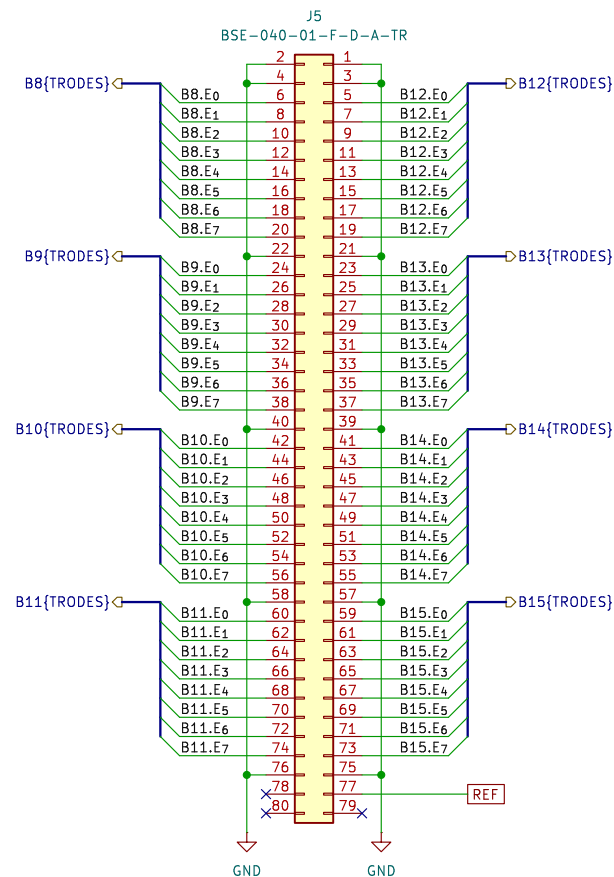 J5
BSE-040-01-F-D-A-TR
2 1
B8{TRODES} 4 3 B12{TRODES}
B8.E0 6 5 B12.E0
B8.E1 8 7 B12.E1
B8.E2 10 9 B12.E2
B8.E3 12 11 B12.E3
B8.E4 14 13 B12.E4
B8.E5 16 15 B12.E5
B8.E6 18 17 B12.E6
B8.E7 20 19 B12.E7
B9{TRODES} 22 21 B13{TRODES}
B9.E0 24 23 B13.E0
B9.E1 26 25 B13.E1
B9.E2 28 27 B13.E2
B9.E3 30 29 B13.E3
B9.E4 32 31 B13.E4
B9.E5 34 33 B13.E5
B9.E6 36 35 B13.E6
B9.E7 38 37 B13.E7
B10{TRODES} 40 39 B14{TRODES}
B10.E0 42 41 B14.E0
B10.E1 44 43 B14.E1
B10.E2 46 45 B14.E2
B10.E3 48 47 B14.E3
B10.E4 50 49 B14.E4
B10.E5 52 51 B14.E5
B10.E6 54 53 B14.E6
B10.E7 56 55 B14.E7
B11{TRODES} 58 57 B15{TRODES}
B11.E0 60 59 B15.E0
B11.E1 62 61 B15.E1
B11.E2 64 63 B15.E2
B11.E3 66 65 B15.E3
B11.E4 68 67 B15.E4
B11.E5 70 69 B15.E5
B11.E6 72 71 B15.E6
B11.E7 74 73 B15.E7
76 75
78 77 REF
80 79
GND GND